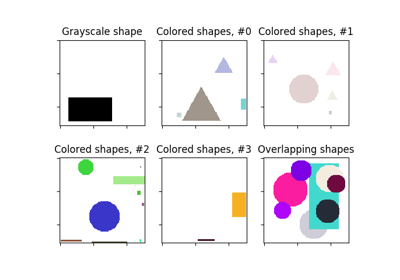 Grayscale shape
Colored shapes, #0
Colored shapes, #1
Colored shapes, #2
Colored shapes, #3
Overlapping shapes